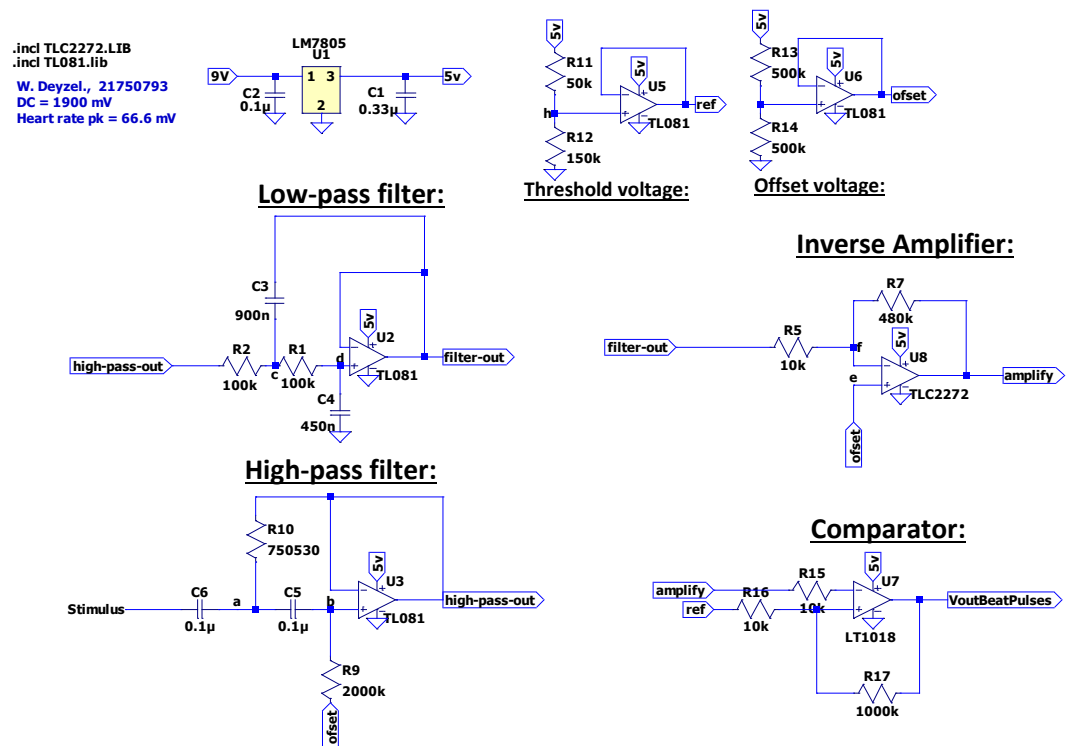 .incl TLC2272.LIB
.incl TL081.lib
W. Deyzel., 21750793
DC = 1900 mV
Heart rate pk = 66.6 mV
LM7805
U1
9V
1 3
2
5v
C2
0.1µ
C1
0.33µ
5v
R11
50k
h
R12
150k
5v
U5
TL081
ref
Threshold voltage:
5v
R13
500k
R14
500k
5v
U6
TL081
ofset
Offset voltage:
Low-pass filter:
C3
900n
high-pass-out
R2
100k
c
R1
100k
d
C4
450n
5v
U2
TL081
filter-out
Inverse Amplifier:
filter-out
R5
10k
f
e
R7
480k
5v
U8
TLC2272
amplify
ofset
High-pass filter:
R10
750530
Stimulus
C6
0.1µ
a
C5
0.1µ
b
5v
U3
TL081
high-pass-out
R9
2000k
ofset
Comparator:
amplify
ref
R15
10k
R16
10k
5v
U7
LT1018
VoutBeatPulses
R17
1000k